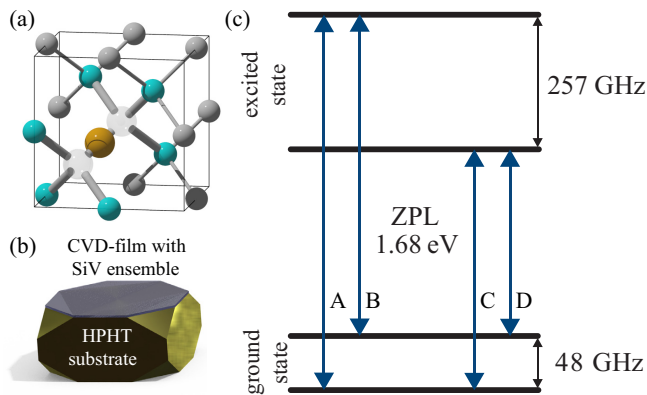 (a)
(b)
CVD-film with
SiV ensemble
HPHT
substrate
(c)
excited
state
257 GHz
ZPL
1.68 eV
A
B
C
D
ground
state
48 GHz